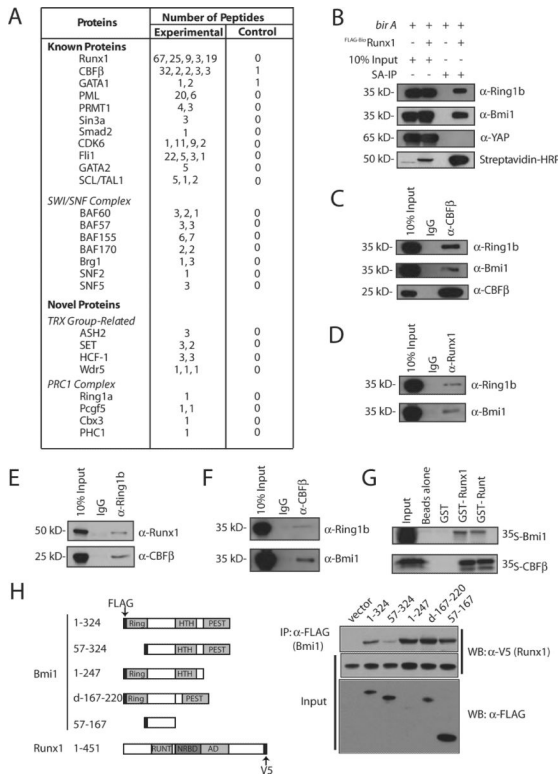 A
Proteins Number of Peptides
Experimental Control
Known Proteins
Runx1 67, 25, 9, 3, 19 0
CBFβ 32, 2, 2, 3, 3 1
GATA1 1, 2 1
PML 20, 6 0
PRMT1 4, 3 0
Sin3a 3 0
Smad2 1 0
CDK6 1, 11, 9, 2 0
Fli1 22, 5, 3, 1 0
GATA2 5 0
SCL/TAL1 5, 1, 2 0
SWI/SNF Complex
BAF60 3, 2, 1 0
BAF57 3, 3 0
BAF155 6, 7 0
BAF170 2, 2 0
Brg1 1, 3 0
SNF2 1 0
SNF5 3 0
Novel Proteins
TRX Group-Related
ASH2 3 0
SET 3, 2 0
HCF-1 3, 3 0
Wdr5 1, 1, 1 0
PRC1 Complex
Ring1a 1 0
Pcgf5 1, 1 0
Cbx3 1 0
PHC1 1 0
B
bir A + + + +
FLAG-Bio Runx1 - + - +
10% Input + + - -
SA-IP - - + +
35 kD- α-Ring1b
35 kD- α-Bmi1
65 kD- α-YAP
50 kD- Streptavidin-HRP
C
10% Input IgG α-CBFβ
35 kD- α-Ring1b
35 kD- α-Bmi1
25 kD- α-CBFβ
D
10% Input IgG α-Runx1
35 kD- α-Ring1b
35 kD- α-Bmi1
E
10% Input IgG α-Ring1b
50 kD- α-Runx1
25 kD- α-CBFβ
F
10% Input IgG α-CBFβ
35 kD- α-Ring1b
35 kD- α-Bmi1
G
Input Beads alone GST GST- Runx1 GST- Runt
35S-Bmi1
35S-CBFβ
H
FLAG
1-324 Ring HTH PEST
57-324 HTH PEST
Bmi1 1-247 Ring HTH
d-167-220 Ring PEST
57-167
Runx1 1-451 RUNT NRBD AD
V5
vector 1-324 57-324 1-247 d-167-220 57-167
IP: α-FLAG (Bmi1)
WB: α-V5 (Runx1)
Input
WB: α-FLAG